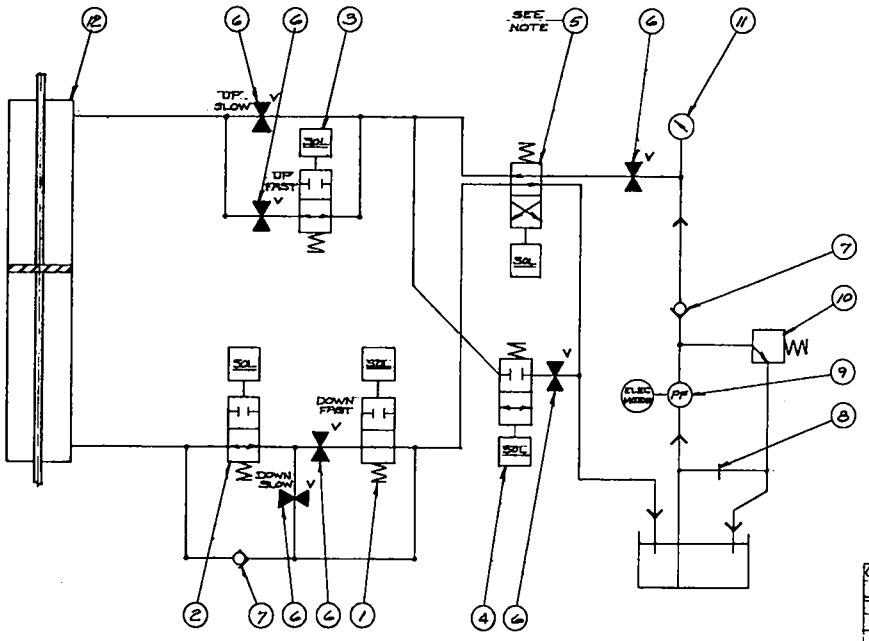 12
6
6
3
SEE
NOTE
5
6
11
UP
SLOW
V
SOL
V
UP
FAST
V
SOL
7
10
SOL
SOL
V
DOWN
FAST
V
ELEC
MOTOR
PF
9
8
SOL
DOWN
SLOW
V
2
7
6
6
1
4
6